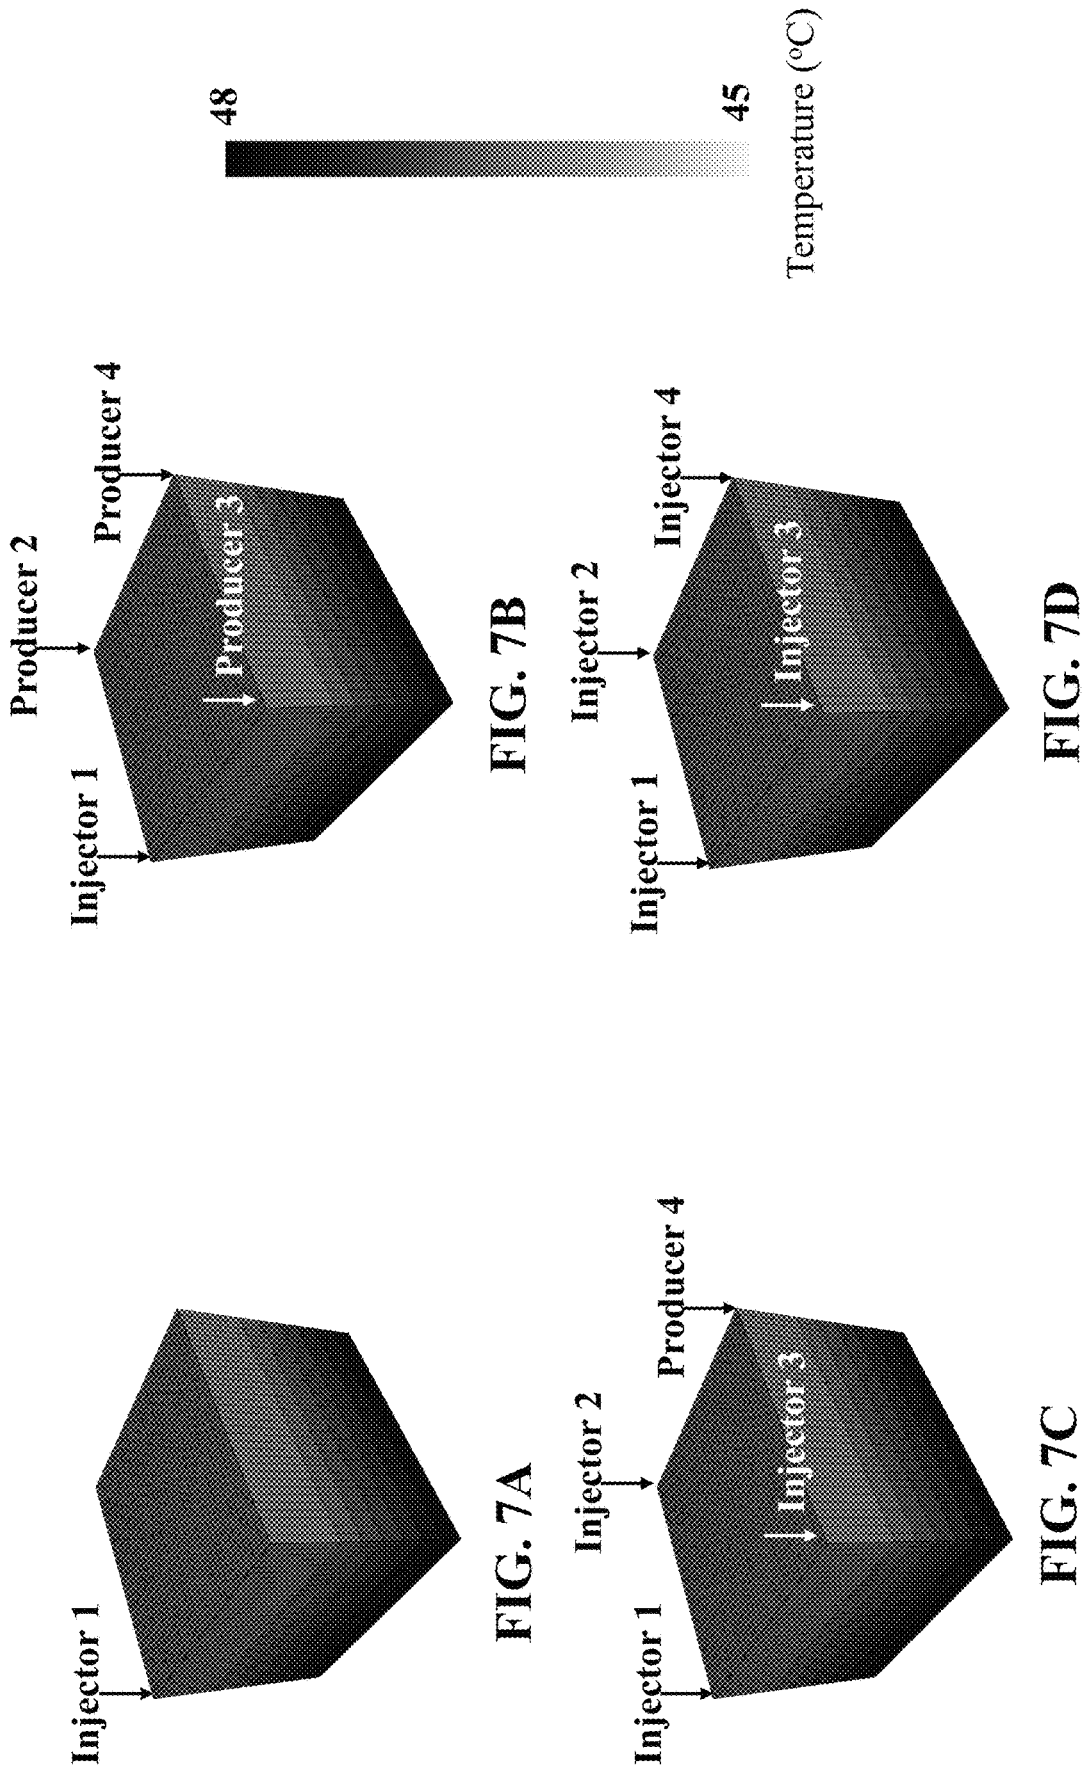 Injector 1
FIG. 7A
Injector 1
Producer 2
Producer 3
Producer 4
FIG. 7B
Injector 1
Injector 2
Injector 3
Producer 4
FIG. 7C
Injector 1
Injector 2
Injector 3
Injector 4
FIG. 7D
48
45
Temperature (°C)